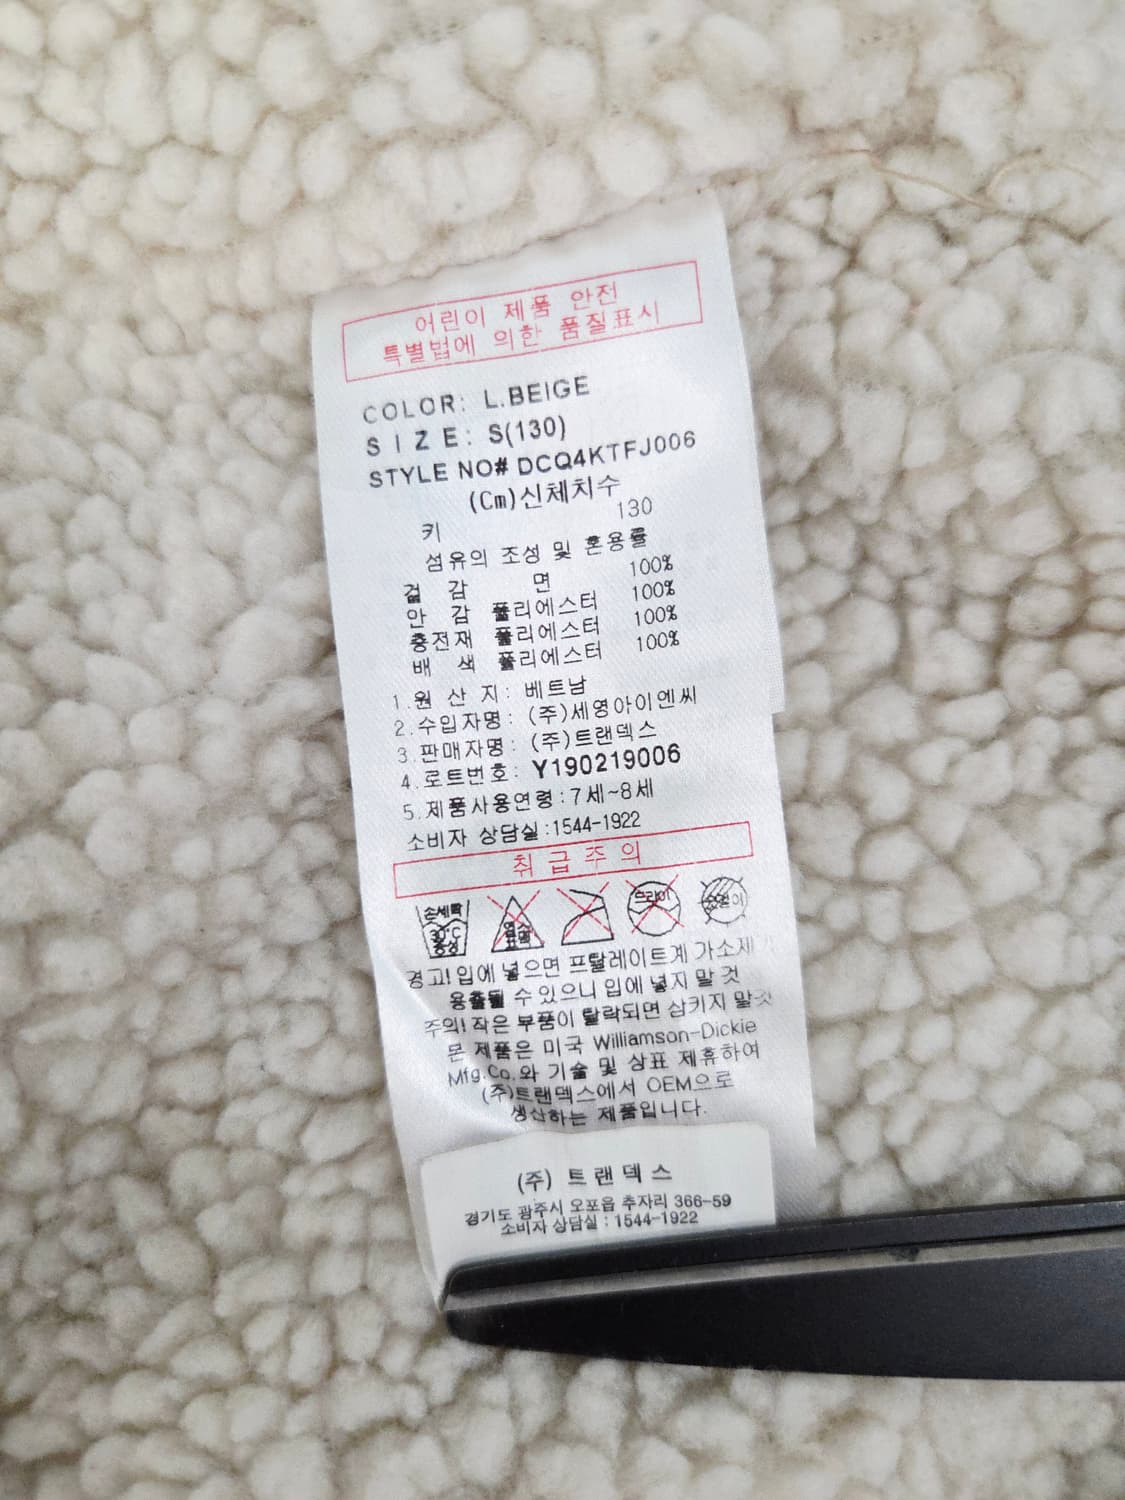 어린이 제품 안전
특별법에 의한 품질표시
COLOR: L.BEIGE
SIZE: S(130)
STYLE NO# DCQ4KTFJ006
(Cm)신체치수
키 130
섬유의 조성 및 혼용률
겉 감 면 100%
안 감 폴리에스터 100%
충전재 폴리에스터 100%
배 색 폴리에스터 100%
1.원 산 지: 베트남
2.수입자명: (주)세영아이엔씨
3.판매자명: (주)트랜덱스
4.로트번호: Y190219006
5.제품사용연령:7세~8세
소비자 상담실:1544-1922
취급주의
손세탁 드라이
30°C
중성
경고! 입에 넣으면 프탈레이트계 가소제
용출될 수 있으니 입에 넣지 말 것
주의! 작은 부품이 탈락되면 삼키지 말것
본 제품은 미국 Williamson-Dickie
Mfg.Co.와 기술 및 상표 제휴하여
(주)트랜덱스에서 OEM으로
생산하는 제품입니다.
(주) 트랜덱스
경기도 광주시 오포읍 추자리 366-59
소비자 상담실 : 1544-1922